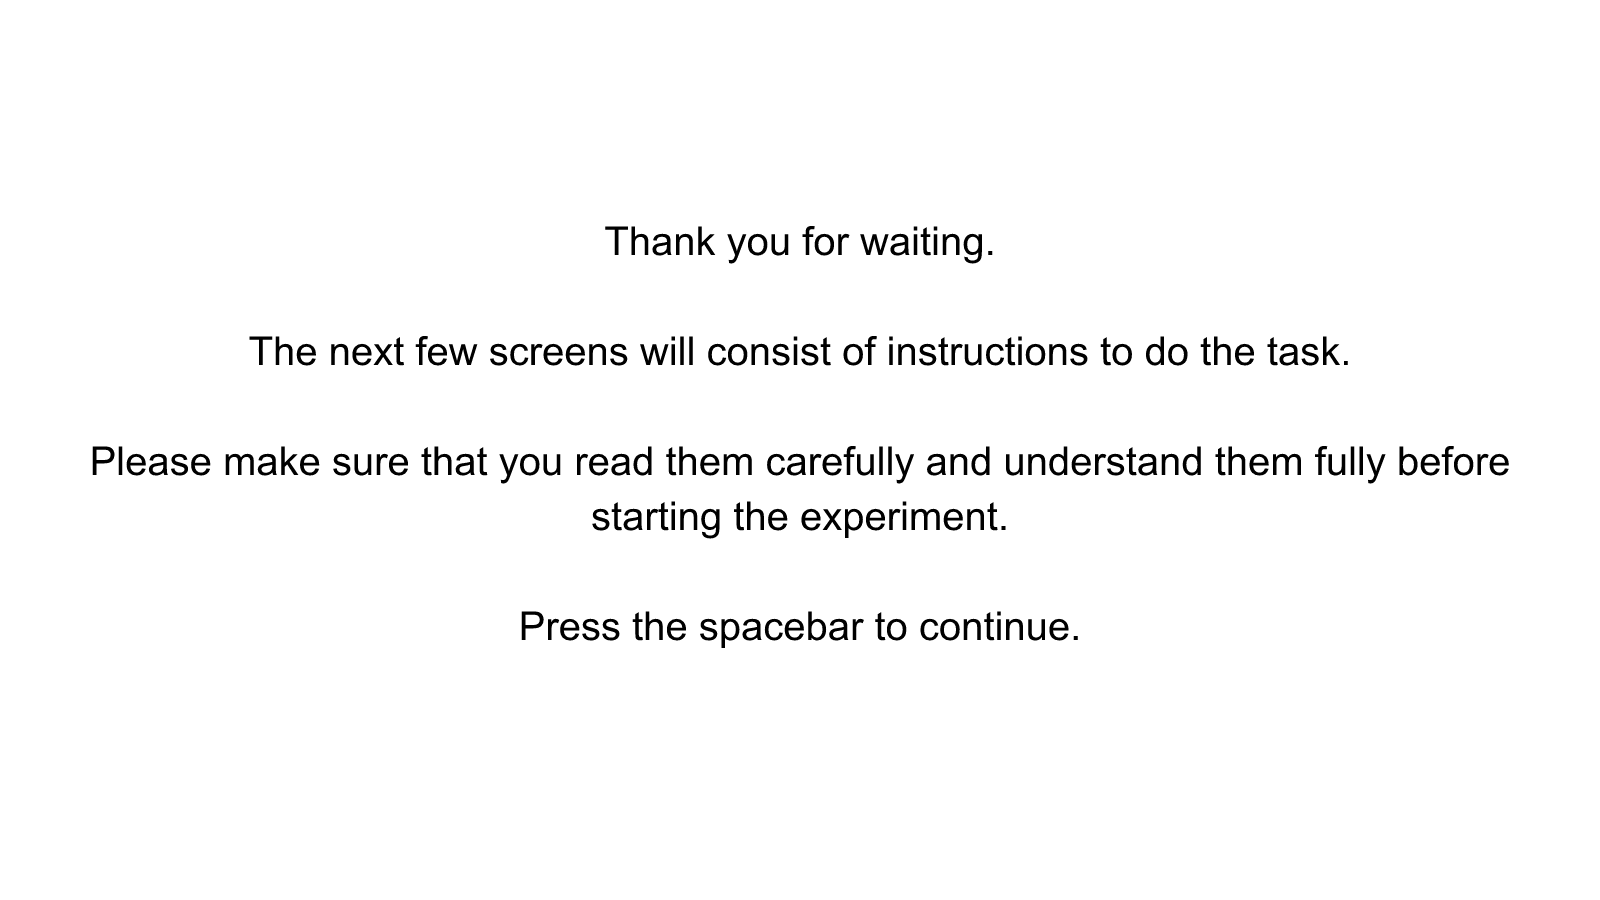 Thank you for waiting.
The next few screens will consist of instructions to do the task.
Please make sure that you read them carefully and understand them fully before
starting the experiment.
Press the spacebar to continue.